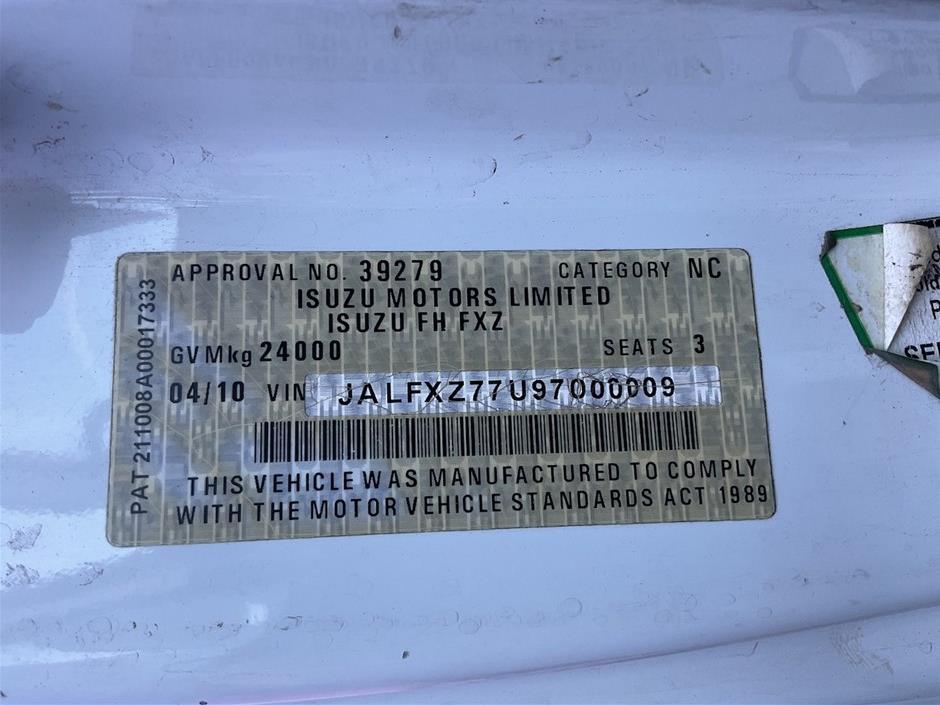 APPROVAL NO. 39279 CATEGORY NC
ISUZU MOTORS LIMITED
ISUZU FH FXZ
GVMkg 24000 SEATS 3
04/10 VIN JALFXZ77U97000009
THIS VEHICLE WAS MANUFACTURED TO COMPLY
WITH THE MOTOR VEHICLE STANDARDS ACT 1989
PAT 211008A00017333